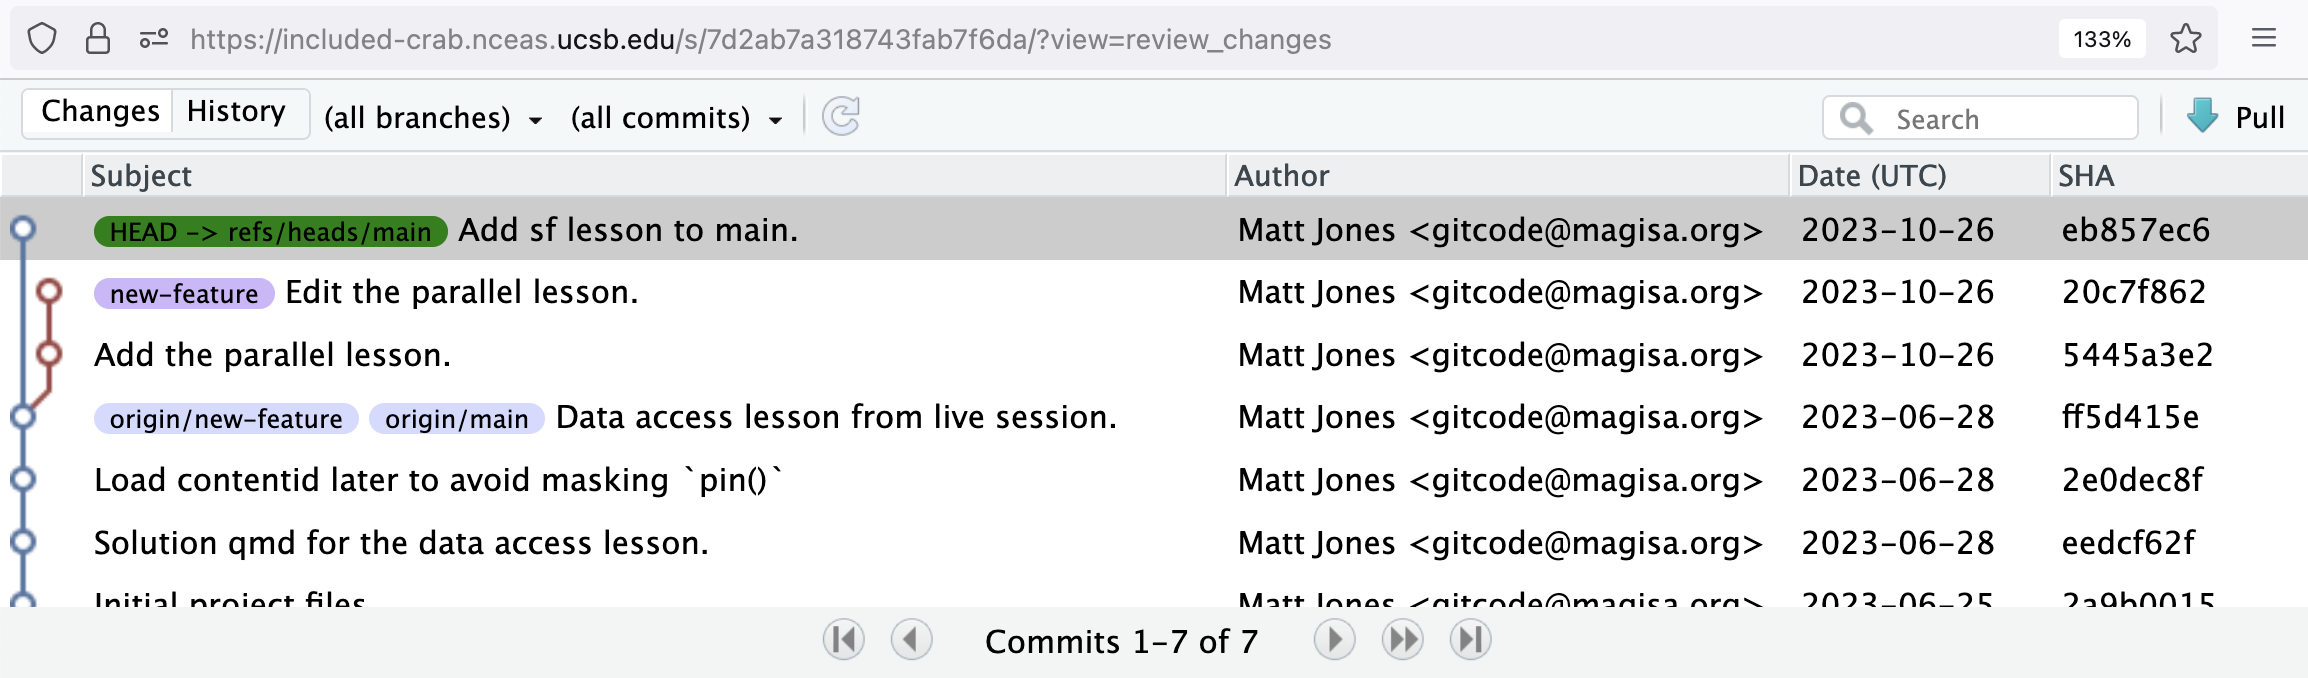 https://included-crab.nceas.ucsb.edu/s/7d2ab7a318743fab7f6da/?view=review_changes 133%
Changes History (all branches) (all commits) Search Pull
Subject Author Date (UTC) SHA
HEAD -> refs/heads/main Add sf lesson to main. Matt Jones <gitcode@magisa.org> 2023-10-26 eb857ec6
new-feature Edit the parallel lesson. Matt Jones <gitcode@magisa.org> 2023-10-26 20c7f862
Add the parallel lesson. Matt Jones <gitcode@magisa.org> 2023-10-26 5445a3e2
origin/new-feature origin/main Data access lesson from live session. Matt Jones <gitcode@magisa.org> 2023-06-28 ff5d415e
Load contentid later to avoid masking `pin()` Matt Jones <gitcode@magisa.org> 2023-06-28 2e0dec8f
Solution qmd for the data access lesson. Matt Jones <gitcode@magisa.org> 2023-06-28 eedcf62f
Initial project files Matt Jones <gitcode@magisa.org> 2023-06-25 2a9b0015
Commits 1-7 of 7